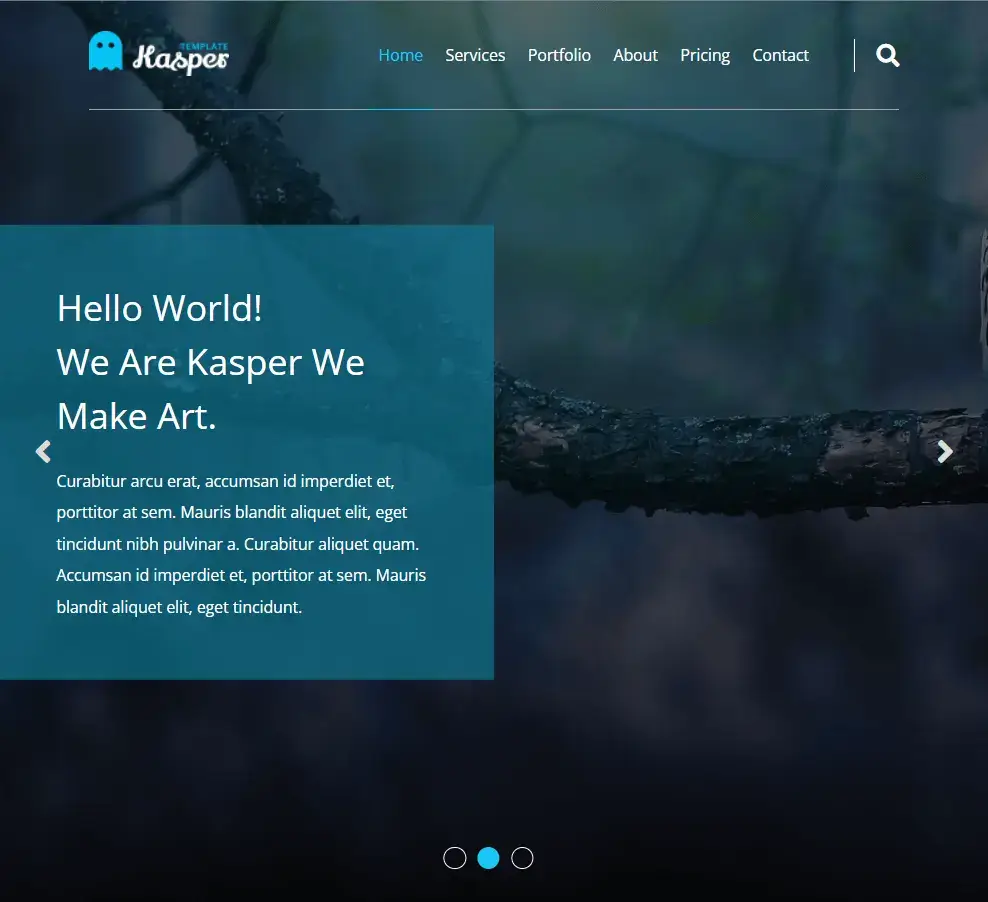 TEMPLATE
Kasper
Home Services Portfolio About Pricing Contact
Hello World!
We Are Kasper We
Make Art.
Curabitur arcu erat, accumsan id imperdiet et,
porttitor at sem. Mauris blandit aliquet elit, eget
tincidunt nibh pulvinar a. Curabitur aliquet quam.
Accumsan id imperdiet et, porttitor at sem. Mauris
blandit aliquet elit, eget tincidunt.